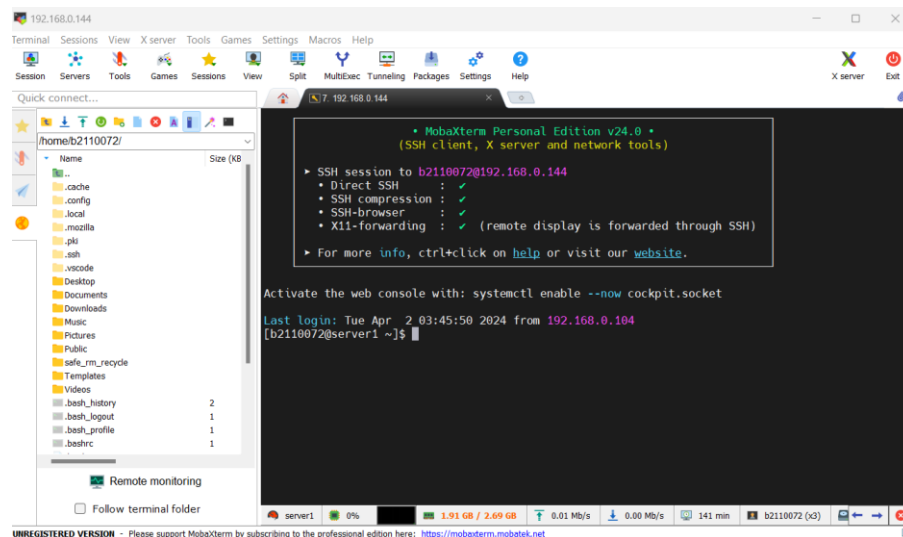 192.168.0.144
Terminal Sessions View X server Tools Games Settings Macros Help
Session Servers Tools Games Sessions View Split MultiExec Tunneling Packages Settings Help X server Exit
Quick connect...
7. 192.168.0.144
/home/b2110072/
Name Size (KB
..
.cache
.config
.local
.mozilla
.pki
.ssh
.vscode
Desktop
Documents
Downloads
Music
Pictures
Public
safe_rm_recycle
Templates
Videos
.bash_history 2
.bash_logout 1
.bash_profile 1
.bashrc 1
Remote monitoring
Follow terminal folder
• MobaXterm Personal Edition v24.0 •
(SSH client, X server and network tools)
➤ SSH session to b2110072@192.168.0.144
• Direct SSH : ✔
• SSH compression : ✔
• SSH-browser : ✔
• X11-forwarding : ✔ (remote display is forwarded through SSH)
➤ For more info, ctrl+click on help or visit our website.
Activate the web console with: systemctl enable --now cockpit.socket
Last login: Tue Apr 2 03:45:50 2024 from 192.168.0.104
[b2110072@server1 ~]$
server1 0% 1.91 GB / 2.69 GB 0.01 Mb/s 0.00 Mb/s 141 min b2110072 (x3)
UNREGISTERED VERSION - Please support MobaXterm by subscribing to the professional edition here: https://mobaxterm.mobatek.net